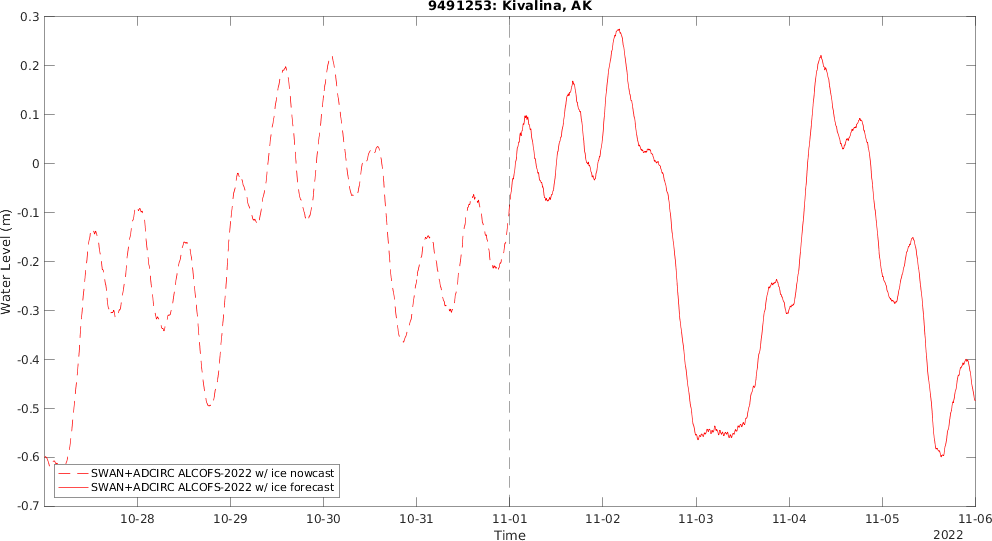 9491253: Kivalina, AK
0.3
0.2
0.1
0
-0.1
-0.2
-0.3
-0.4
-0.5
-0.6
-0.7
Water Level (m)
SWAN+ADCIRC ALCOFS-2022 w/ ice nowcast
SWAN+ADCIRC ALCOFS-2022 w/ ice forecast
10-28 10-29 10-30 10-31 11-01 11-02 11-03 11-04 11-05 11-06
Time
2022